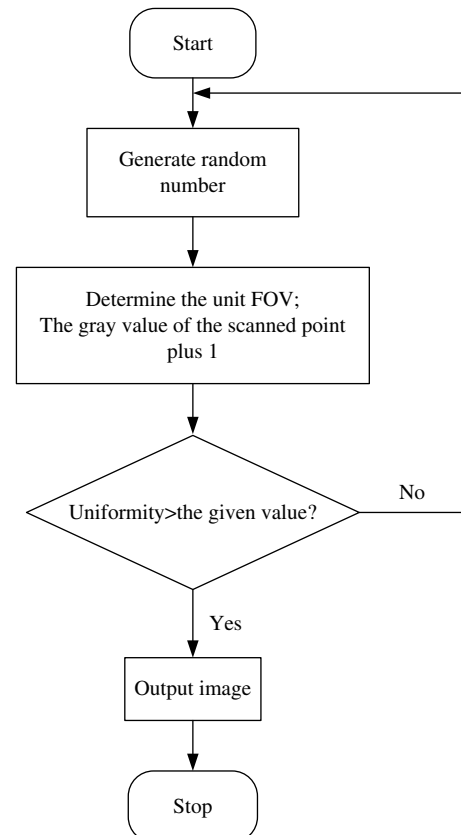 Start
Generate random
number
Determine the unit FOV;
The gray value of the scanned point
plus 1
Uniformity>the given value?
No
Yes
Output image
Stop